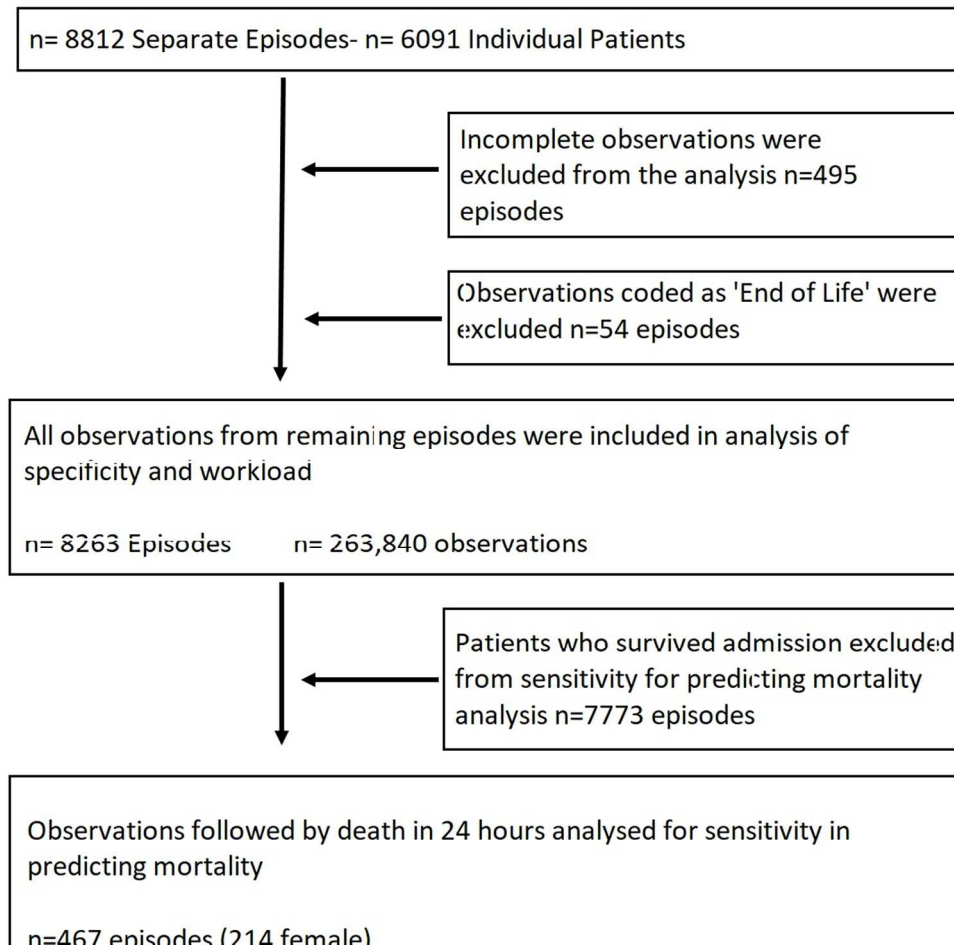 n= 8812 Separate Episodes- n= 6091 Individual Patients
Incomplete observations were
excluded from the analysis n=495
episodes
Observations coded as 'End of Life' were
excluded n=54 episodes
All observations from remaining episodes were included in analysis of
specificity and workload
n= 8263 Episodes n= 263,840 observations
Patients who survived admission excluded
from sensitivity for predicting mortality
analysis n=7773 episodes
Observations followed by death in 24 hours analysed for sensitivity in
predicting mortality
n=467 episodes (214 female)